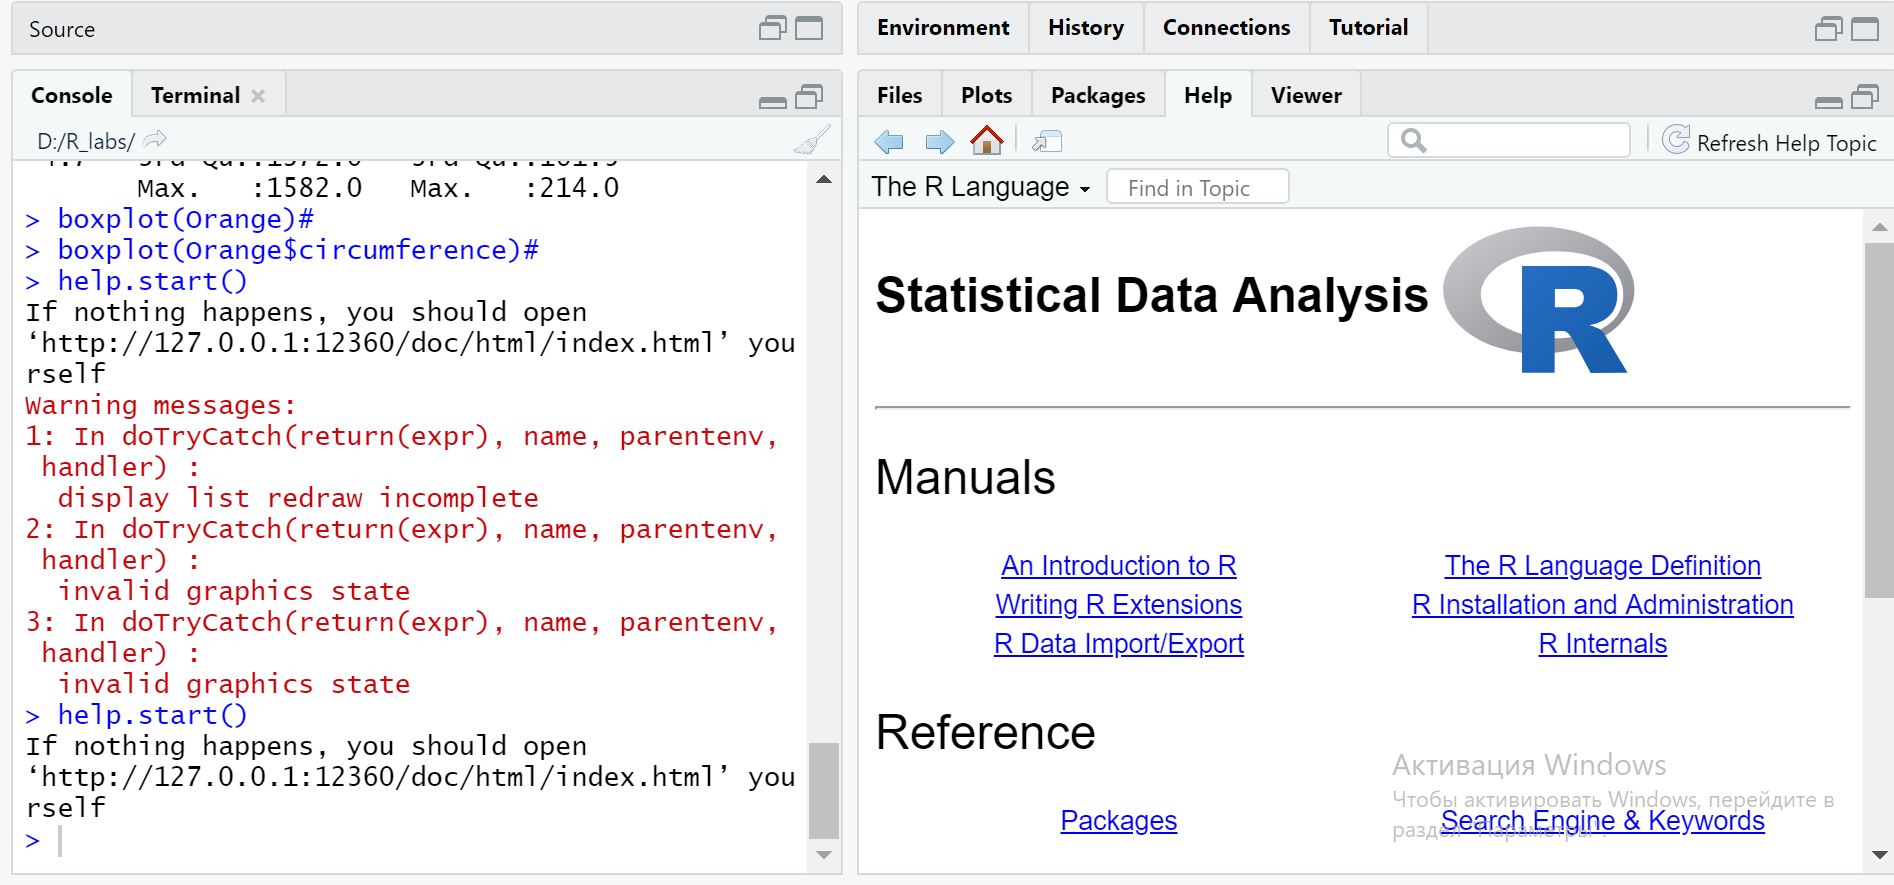 Source
Environment History Connections Tutorial
Console Terminal
Files Plots Packages Help Viewer
D:/R_labs/
Refresh Help Topic
The R Language
Find in Topic
Max.   :1582.0   Max.   :214.0
> boxplot(Orange)#
> boxplot(Orange$circumference)#
> help.start()
If nothing happens, you should open
‘http://127.0.0.1:12360/doc/html/index.html’ you
rself
Warning messages:
1: In doTryCatch(return(expr), name, parentenv,
handler) :
display list redraw incomplete
2: In doTryCatch(return(expr), name, parentenv,
handler) :
invalid graphics state
3: In doTryCatch(return(expr), name, parentenv,
handler) :
invalid graphics state
> help.start()
If nothing happens, you should open
‘http://127.0.0.1:12360/doc/html/index.html’ you
rself
>
Statistical Data Analysis R
Manuals
An Introduction to R
The R Language Definition
Writing R Extensions
R Installation and Administration
R Data Import/Export
R Internals
Reference
Packages
Search Engine & Keywords
Активация Windows
Чтобы активировать Windows, перейдите в
раздел "Параметры".